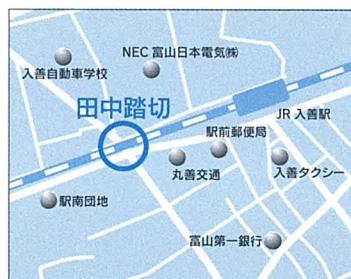 NEC 富山日本電気㈱
入善自動車学校
田中踏切
JR 入善駅
駅前郵便局
丸善交通
入善タクシー
駅南団地
富山第一銀行